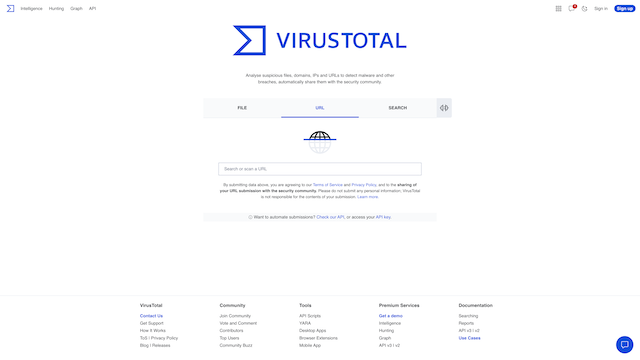 Intelligence Hunting Graph API
Sign in Sign up
VIRUSTOTAL
Analyse suspicious files, domains, IPs and URLs to detect malware and other
breaches, automatically share them with the security community.
FILE URL SEARCH
Search or scan a URL
By submitting data above, you are agreeing to our Terms of Service and Privacy Policy, and to the sharing of
your URL submission with the security community. Please do not submit any personal information; VirusTotal
is not responsible for the contents of your submission. Learn more.
Want to automate submissions? Check our API, or access your API key.
VirusTotal
Contact Us
Get Support
How It Works
ToS | Privacy Policy
Blog | Releases
Community
Join Community
Vote and Comment
Contributors
Top Users
Community Buzz
Tools
API Scripts
YARA
Desktop Apps
Browser Extensions
Mobile App
Premium Services
Get a demo
Intelligence
Hunting
Graph
API v3 | v2
Documentation
Searching
Reports
API v3 | v2
Use Cases